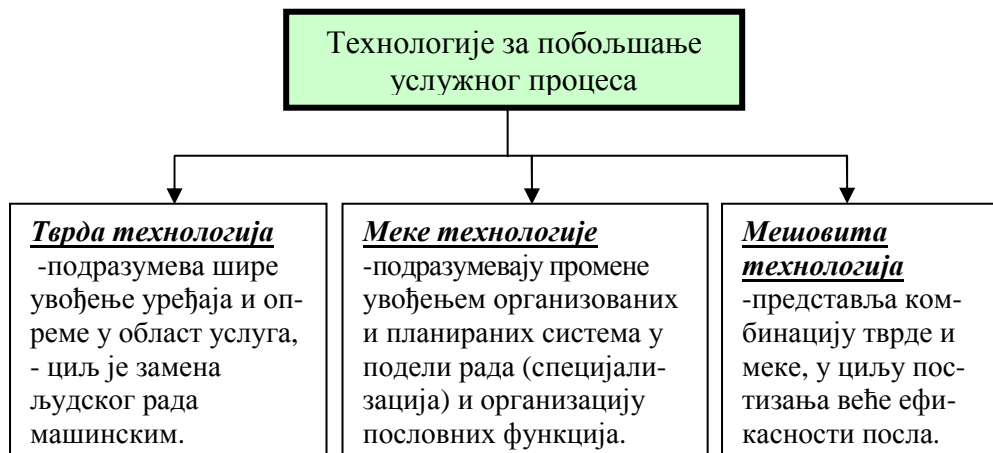 Технологије за побољшање
услужног процеса
Тврда технологија
-подразумева шире
увођење уређаја и оп-
реме у област услуга,
- циљ је замена
људског рада
машинским.
Меке технологије
-подразумевају промене
увођењем организованих
и планираних система у
подели рада (специјали-
зација) и организацију
пословних функција.
Мешовита
технологија
-представља ком-
бинацију тврде и
меке, у циљу пос-
тизања веће ефи-
касности посла.